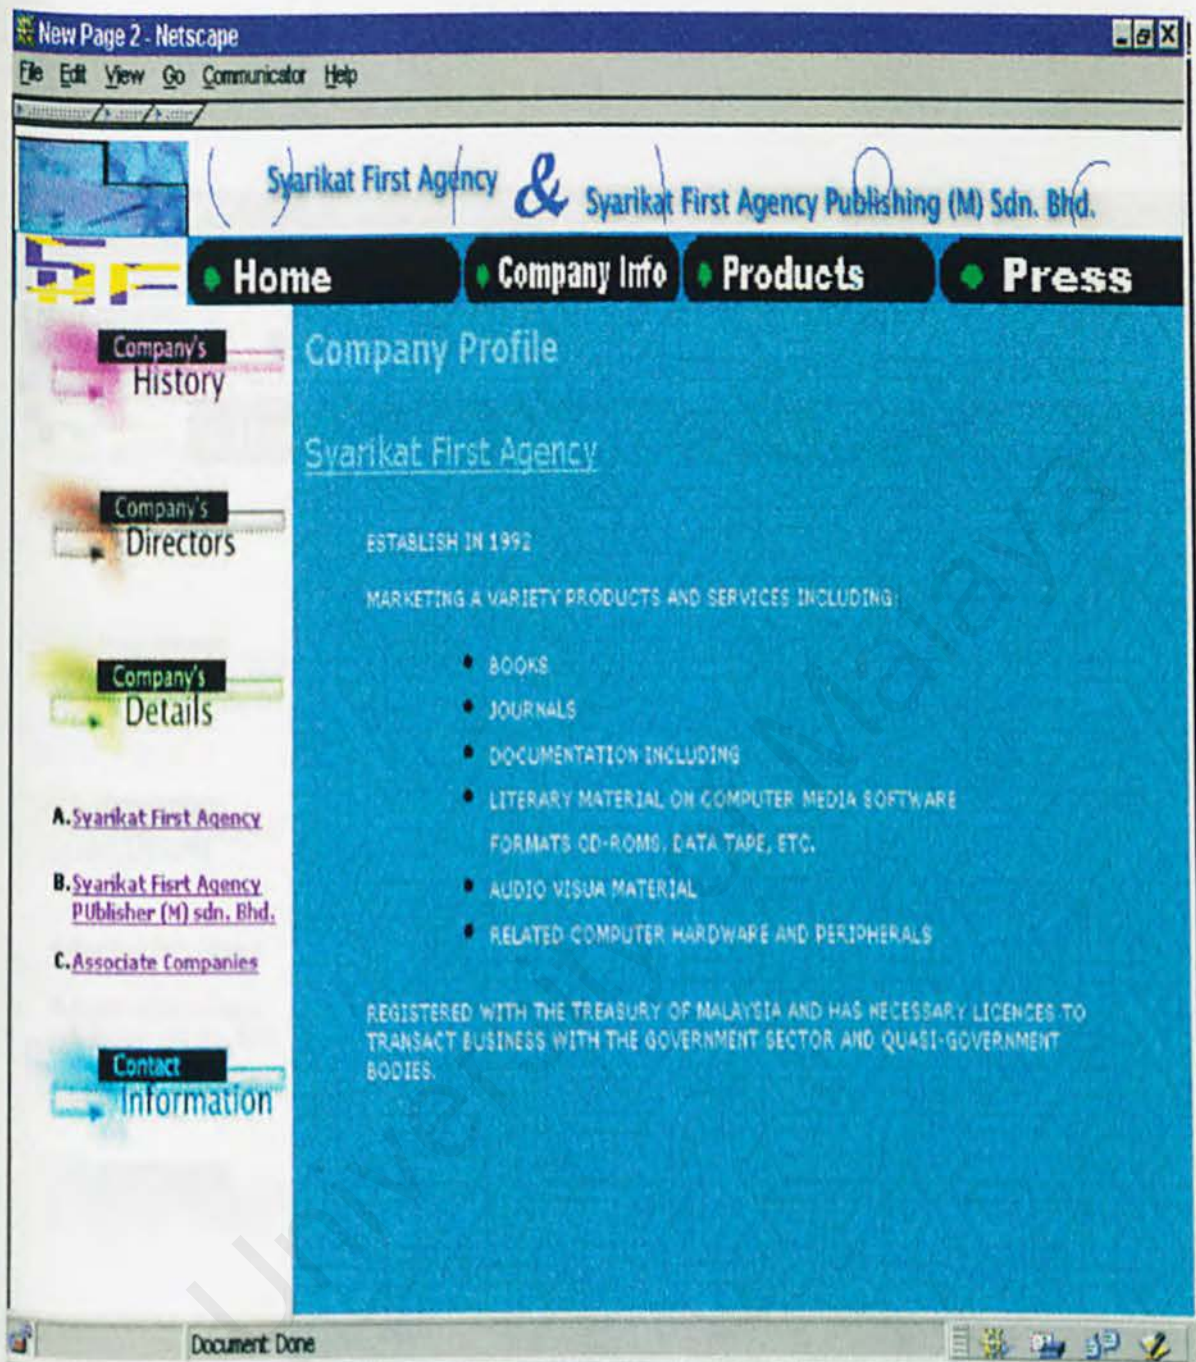 New Page 2 - Netscape
File Edit View Go Communicator Help
Syarikat First Agency & Syarikat First Agency Publishing (M) Sdn. Bhd.
Home Company Info Products Press
Company's
History
Company's
Directors
Company's
Details
A. Syarikat First Agency
B. Syarikat Fisrt Agency
PUblisher (M) sdn. Bhd.
C. Associate Companies
Contact
Information
Company Profile
Syarikat First Agency
ESTABLISH IN 1992
MARKETING A VARIETY PRODUCTS AND SERVICES INCLUDING:
BOOKS
JOURNALS
DOCUMENTATION INCLUDING
LITERARY MATERIAL ON COMPUTER MEDIA SOFTWARE
FORMATS CD-ROMS, DATA TAPE, ETC.
AUDIO VISUA MATERIAL
RELATED COMPUTER HARDWARE AND PERIPHERALS
REGISTERED WITH THE TREASURY OF MALAYSIA AND HAS NECESSARY LICENCES TO
TRANSACT BUSINESS WITH THE GOVERNMENT SECTOR AND QUASI-GOVERNMENT
BODIES.
Document: Done
University of Malaya